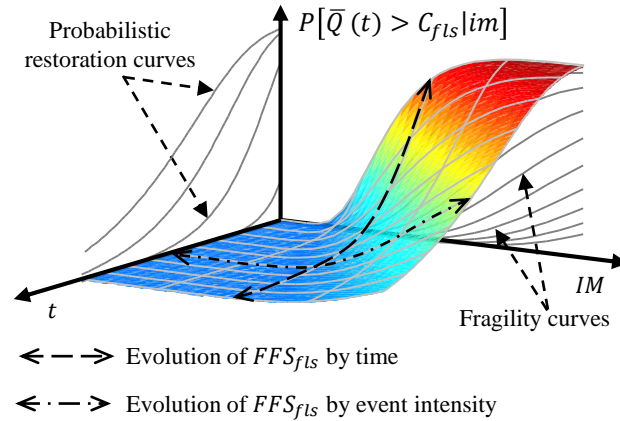 Probabilistic
restoration curves
P[Q̅ (t) > C_fls|im]
t
IM
Fragility curves
Evolution of FFS_fls by time
Evolution of FFS_fls by event intensity